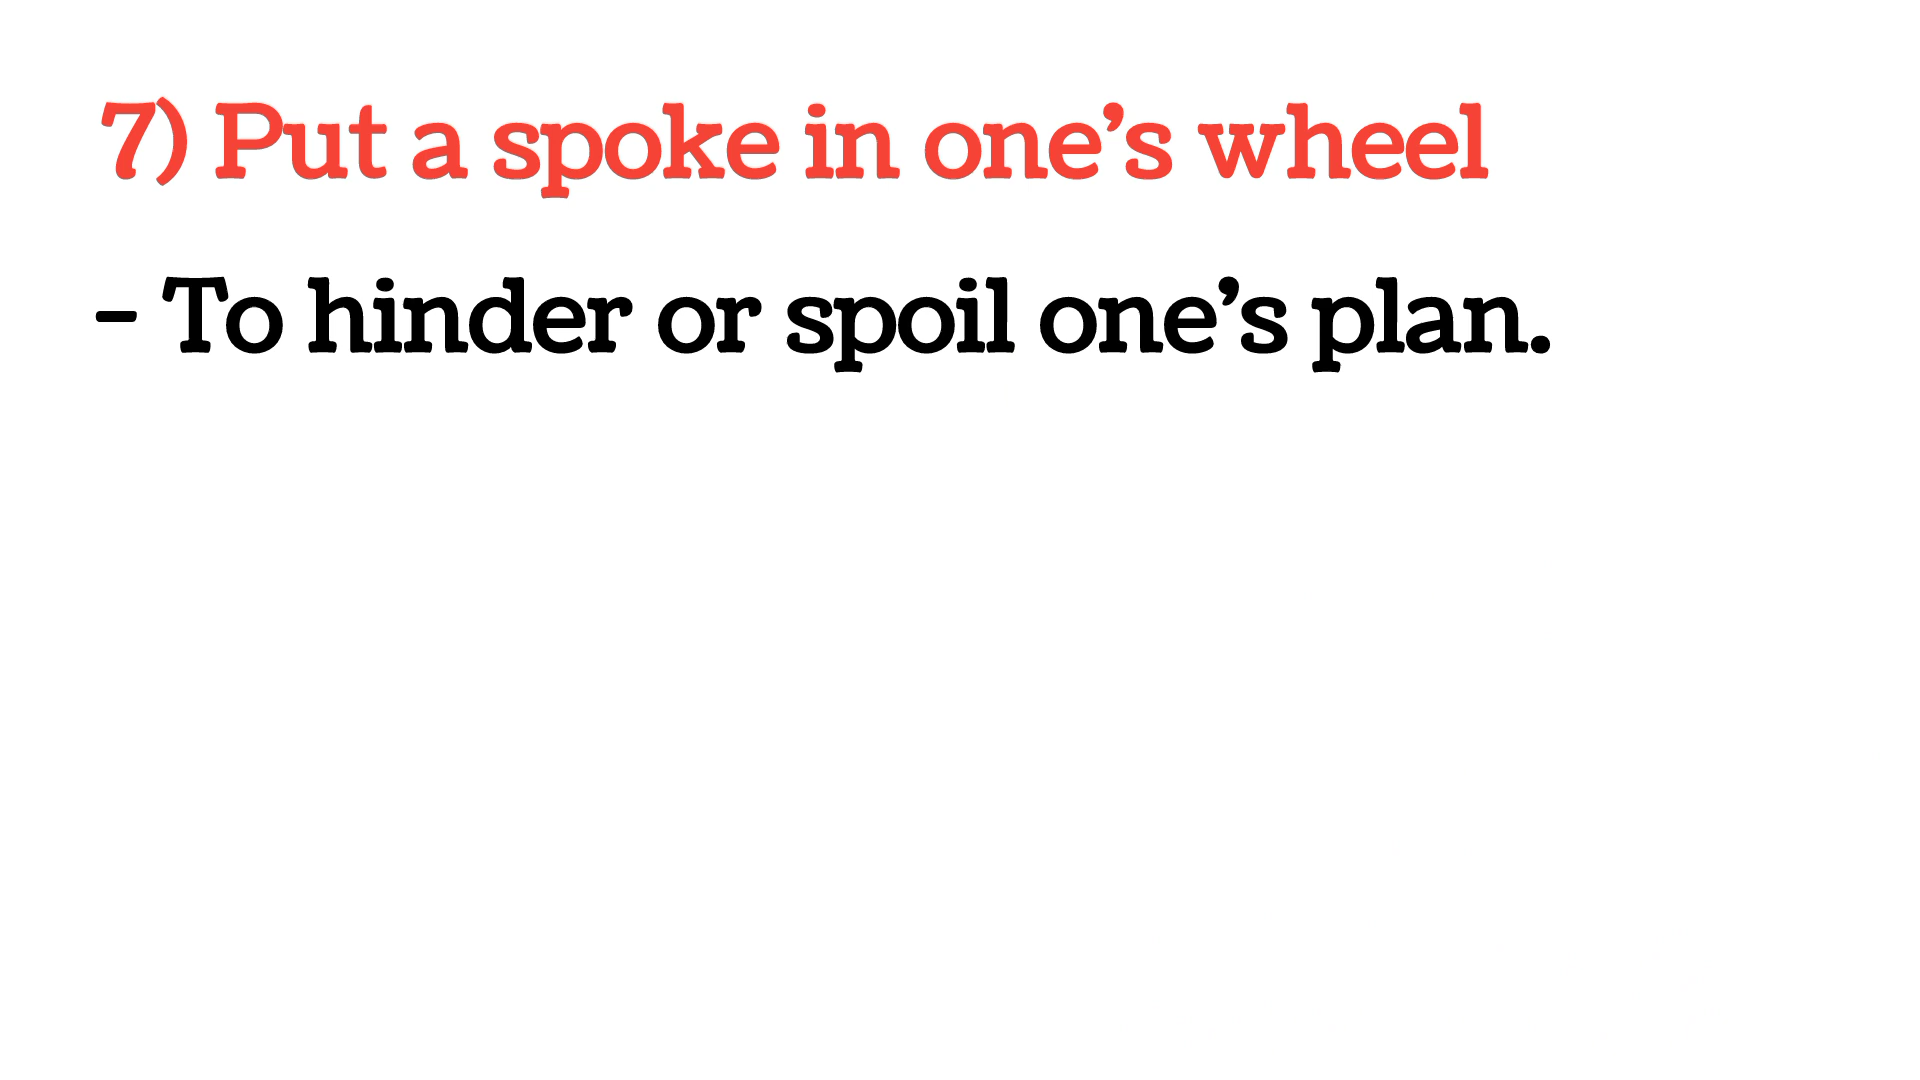 7) Put a spoke in one’s wheel
- To hinder or spoil one’s plan.